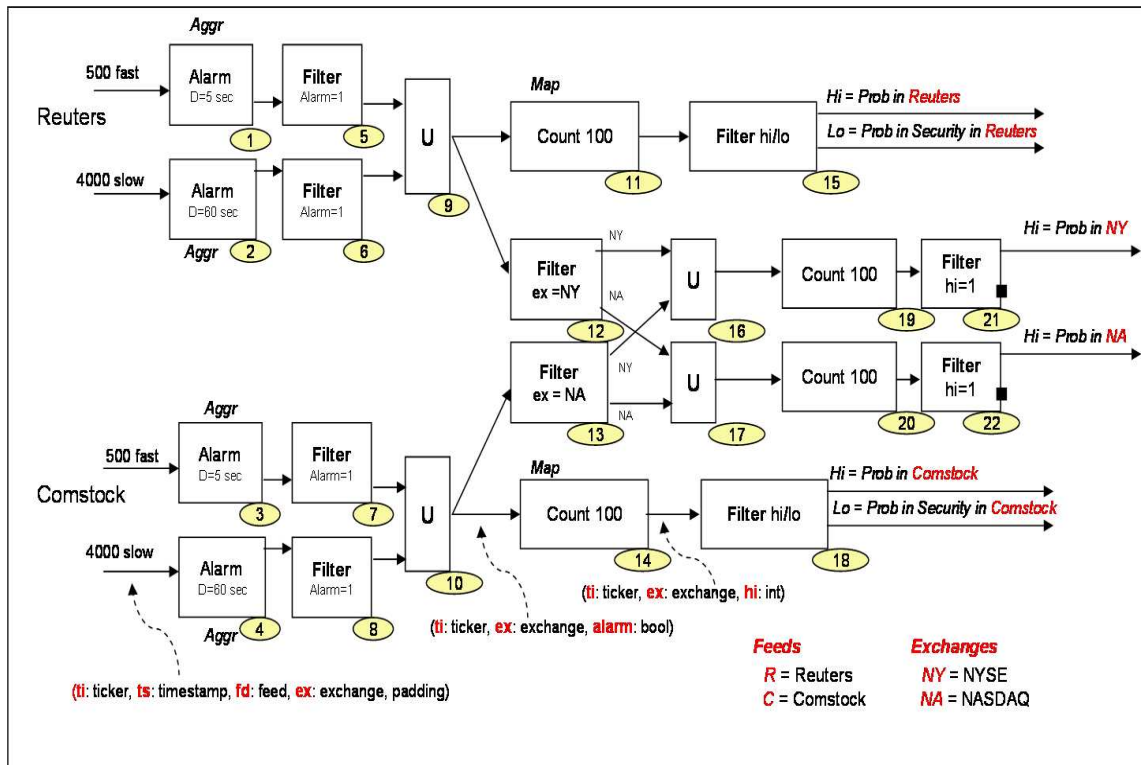 Aggr
500 fast
Alarm
D=5 sec
1
Filter
Alarm=1
5
Reuters
4000 slow
Alarm
D=60 sec
2
Aggr
Filter
Alarm=1
6
U
9
Map
Count 100
11
Filter hi/lo
15
Hi = Prob in Reuters
Lo = Prob in Security in Reuters
Filter
ex =NY
12
NY
NA
U
16
Count 100
19
Filter
hi=1
21
Hi = Prob in NY
Filter
ex = NA
13
NY
NA
U
17
Count 100
20
Filter
hi=1
22
Hi = Prob in NA
Aggr
500 fast
Alarm
D=5 sec
3
Filter
Alarm=1
7
Comstock
4000 slow
Alarm
D=60 sec
4
Aggr
Filter
Alarm=1
8
U
10
Map
Count 100
14
Filter hi/lo
18
Hi = Prob in Comstock
Lo = Prob in Security in Comstock
(ti: ticker, ex: exchange, hi: int)
(ti: ticker, ex: exchange, alarm: bool)
(ti: ticker, ts: timestamp, fd: feed, ex: exchange, padding)
Feeds
R = Reuters
C = Comstock
Exchanges
NY = NYSE
NA = NASDAQ